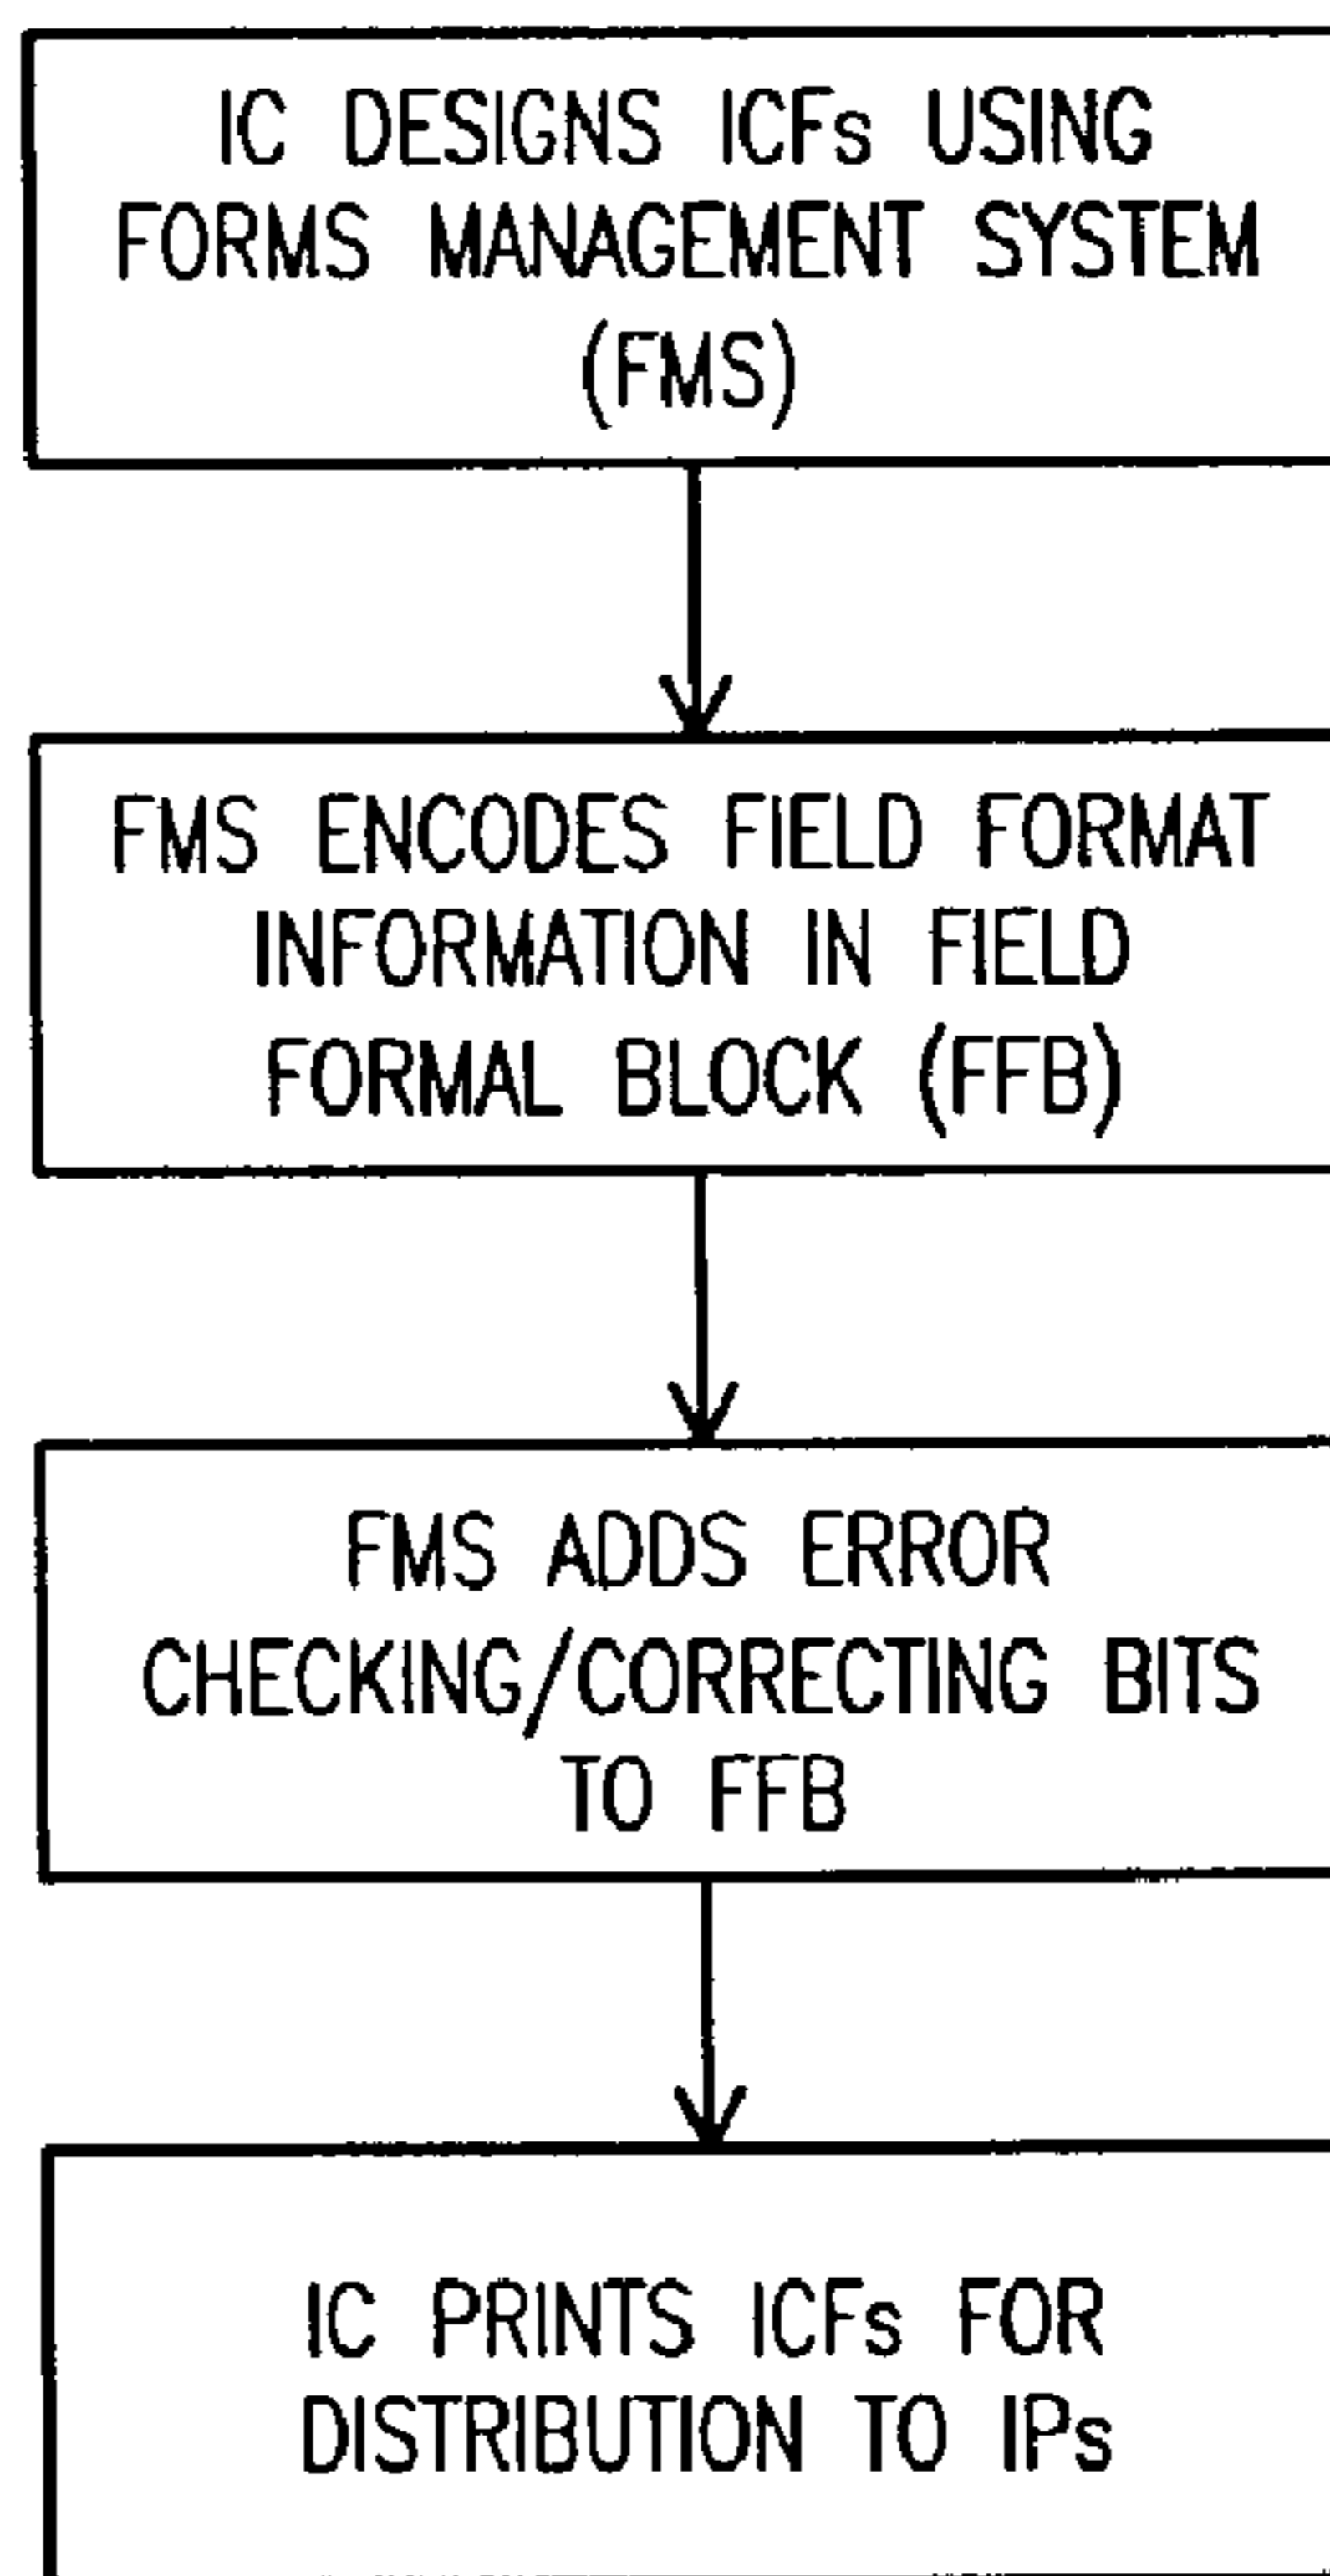 IC DESIGNS ICFs USING
FORMS MANAGEMENT SYSTEM
(FMS)
FMS ENCODES FIELD FORMAT
INFORMATION IN FIELD
FORMAL BLOCK (FFB)
FMS ADDS ERROR
CHECKING/CORRECTING BITS
TO FFB
IC PRINTS ICFs FOR
DISTRIBUTION TO IPs